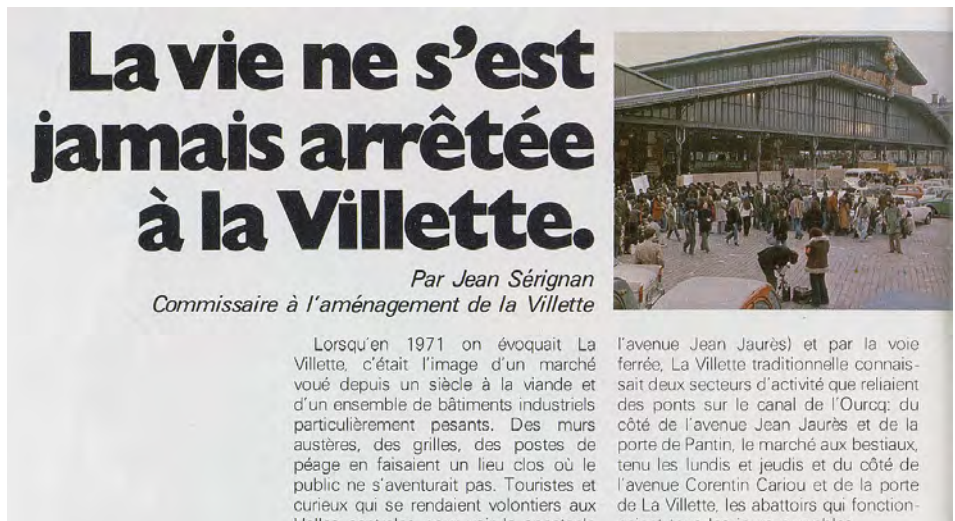 La vie ne s'est
jamais arrêtée
à la Villette.
Par Jean Sérignan
Commissaire à l'aménagement de la Villette
Lorsqu'en 1971 on évoquait La
Villette, c'était l'image d'un marché
voué depuis un siècle à la viande et
d'un ensemble de bâtiments industriels
particulièrement pesants. Des murs
austères, des grilles, des postes de
péage en faisaient un lieu clos où le
public ne s'aventurait pas. Touristes et
curieux qui se rendaient volontiers aux
l'avenue Jean Jaurès) et par la voie
ferrée, La Villette traditionnelle connais-
sait deux secteurs d'activité que reliaient
des ponts sur le canal de l'Ourcq: du
côté de l'avenue Jean Jaurès et de la
porte de Pantin, le marché aux bestiaux,
tenu les lundis et jeudis et du côté de
l'avenue Corentin Cariou et de la porte
de La Villette, les abattoirs qui fonction-